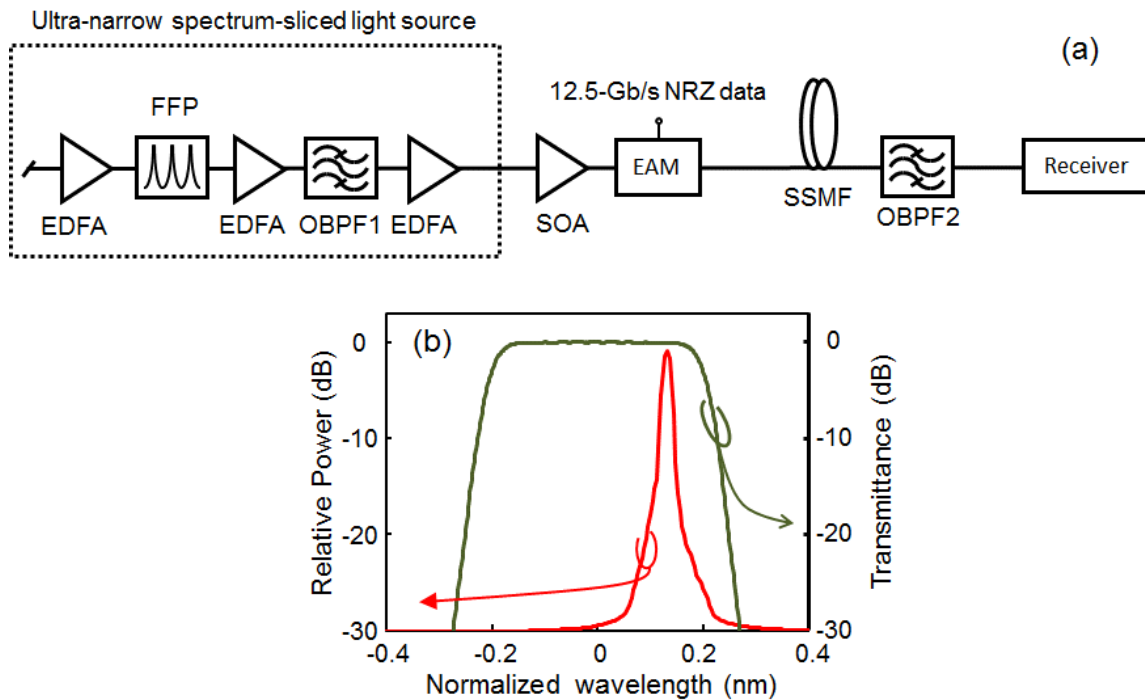 Ultra-narrow spectrum-sliced light source
(a)
12.5-Gb/s NRZ data
FFP
EAM
Receiver
SSMF
EDFA
EDFA
OBPF1
EDFA
SOA
OBPF2
(b)
Relative Power (dB)
0
-10
-20
-30
Transmittance (dB)
0
-10
-20
-30
-0.4
-0.2
0
0.2
0.4
Normalized wavelength (nm)